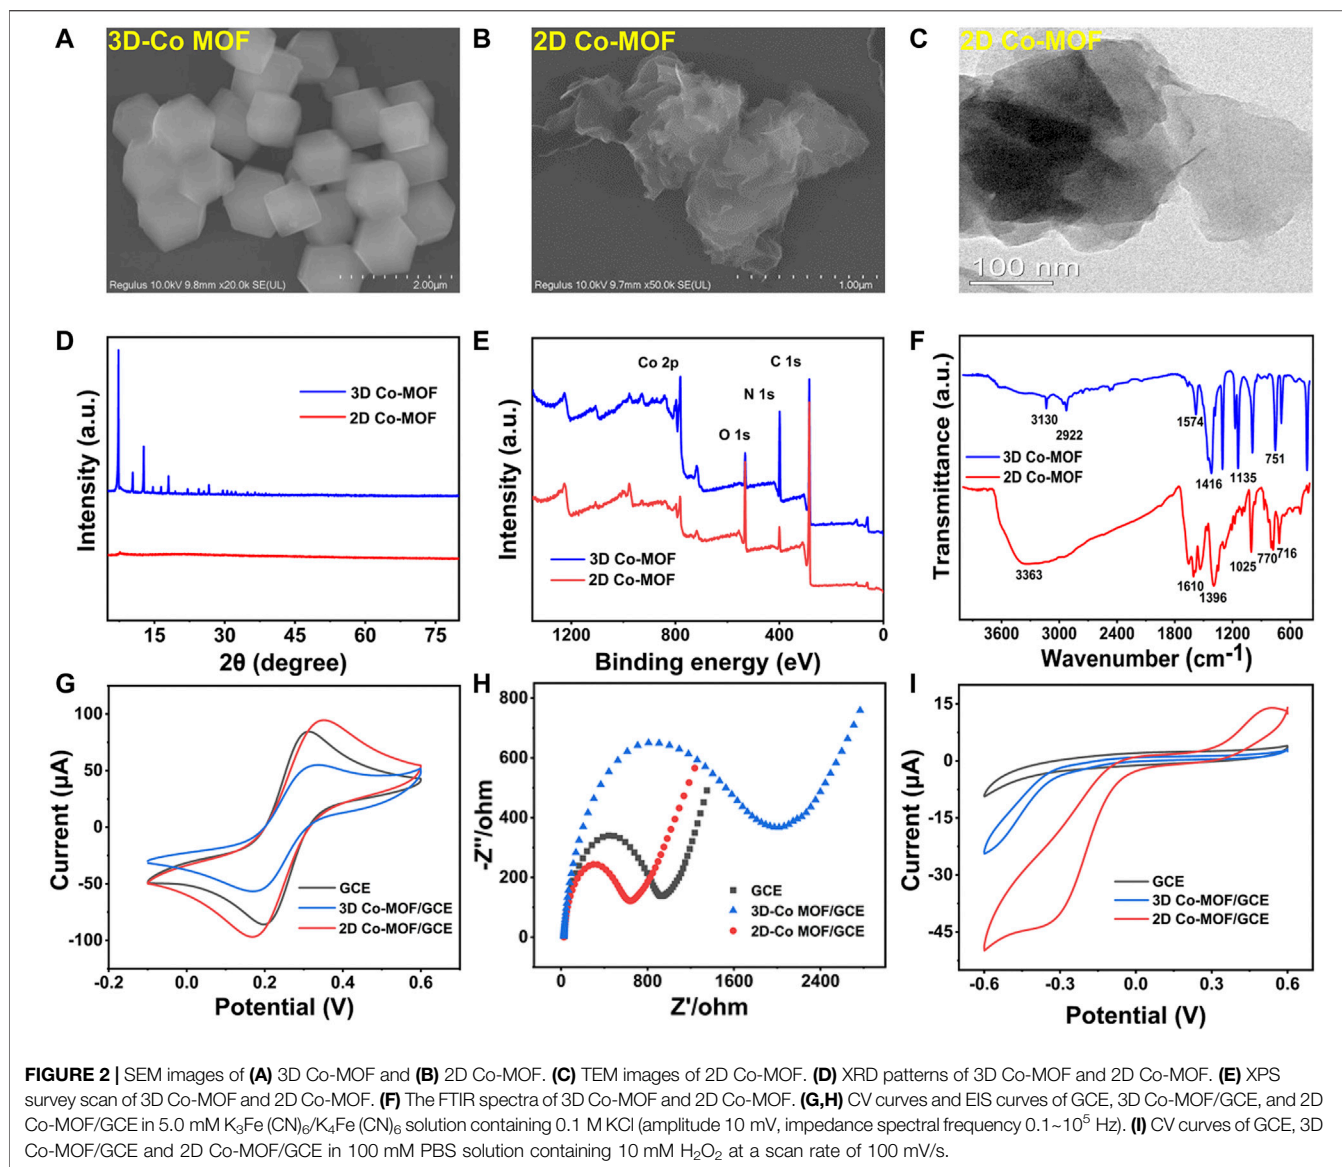 A
3D-Co MOF
Regulus 10.0kV 9.8mm x20.0k SE(UL)
2.00µm
B
2D Co-MOF
Regulus 10.0kV 9.7mm x50.0k SE(UL)
1.00µm
C
2D Co-MOF
100 nm
D
Intensity (a.u.)
3D Co-MOF
2D Co-MOF
15 30 45 60 75
2θ (degree)
E
Intensity (a.u.)
Co 2p
O 1s
N 1s
C 1s
3D Co-MOF
2D Co-MOF
1200 800 400 0
Binding energy (eV)
F
Transmittance (a.u.)
3130
2922
1574
1416
1135
751
3D Co-MOF
2D Co-MOF
3363
1610
1396
1025
770
716
3600 3000 2400 1800 1200 600
Wavenumber (cm-1)
G
Current (µA)
100
50
0
-50
-100
GCE
3D Co-MOF/GCE
2D Co-MOF/GCE
-0.2 0.0 0.2 0.4 0.6
Potential (V)
H
-Z''/ohm
800
600
400
200
0
GCE
3D-Co MOF/GCE
2D-Co MOF/GCE
0 800 1600 2400
Z'/ohm
I
Current (µA)
15
0
-15
-30
-45
GCE
3D Co-MOF/GCE
2D Co-MOF/GCE
-0.6 -0.3 0.0 0.3 0.6
Potential (V)
FIGURE 2 | SEM images of (A) 3D Co-MOF and (B) 2D Co-MOF. (C) TEM images of 2D Co-MOF. (D) XRD patterns of 3D Co-MOF and 2D Co-MOF. (E) XPS
survey scan of 3D Co-MOF and 2D Co-MOF. (F) The FTIR spectra of 3D Co-MOF and 2D Co-MOF. (G,H) CV curves and EIS curves of GCE, 3D Co-MOF/GCE, and 2D
Co-MOF/GCE in 5.0 mM K₃Fe (CN)₆/K₄Fe (CN)₆ solution containing 0.1 M KCl (amplitude 10 mV, impedance spectral frequency 0.1~10⁵ Hz). (I) CV curves of GCE, 3D
Co-MOF/GCE and 2D Co-MOF/GCE in 100 mM PBS solution containing 10 mM H₂O₂ at a scan rate of 100 mV/s.